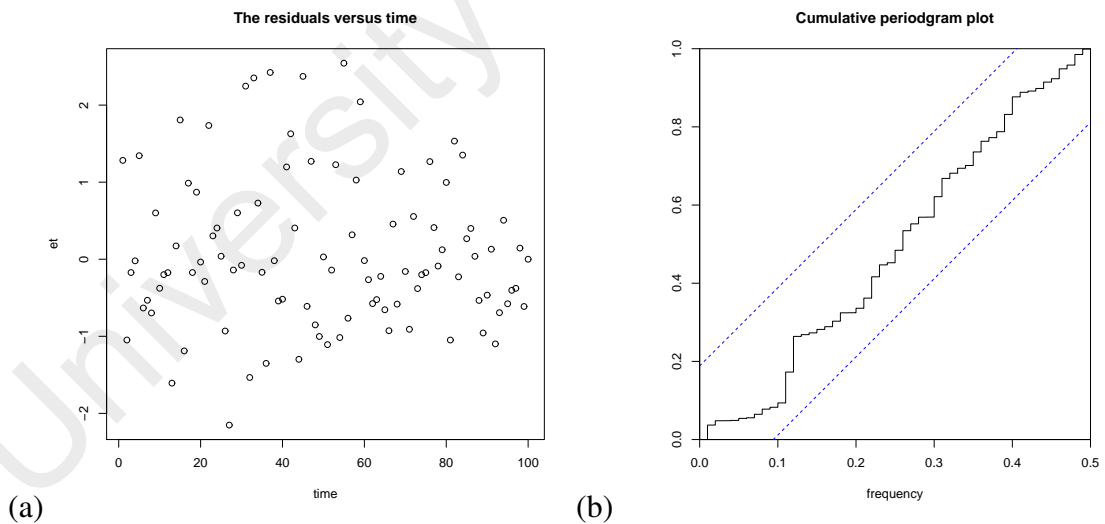 The residuals versus time
et
2
1
0
−1
−2
0 20 40 60 80 100
time
(a)
Cumulative periodgram plot
1.0
0.8
0.6
0.4
0.2
0.0
0.0 0.1 0.2 0.3 0.4 0.5
frequency
(b)
University